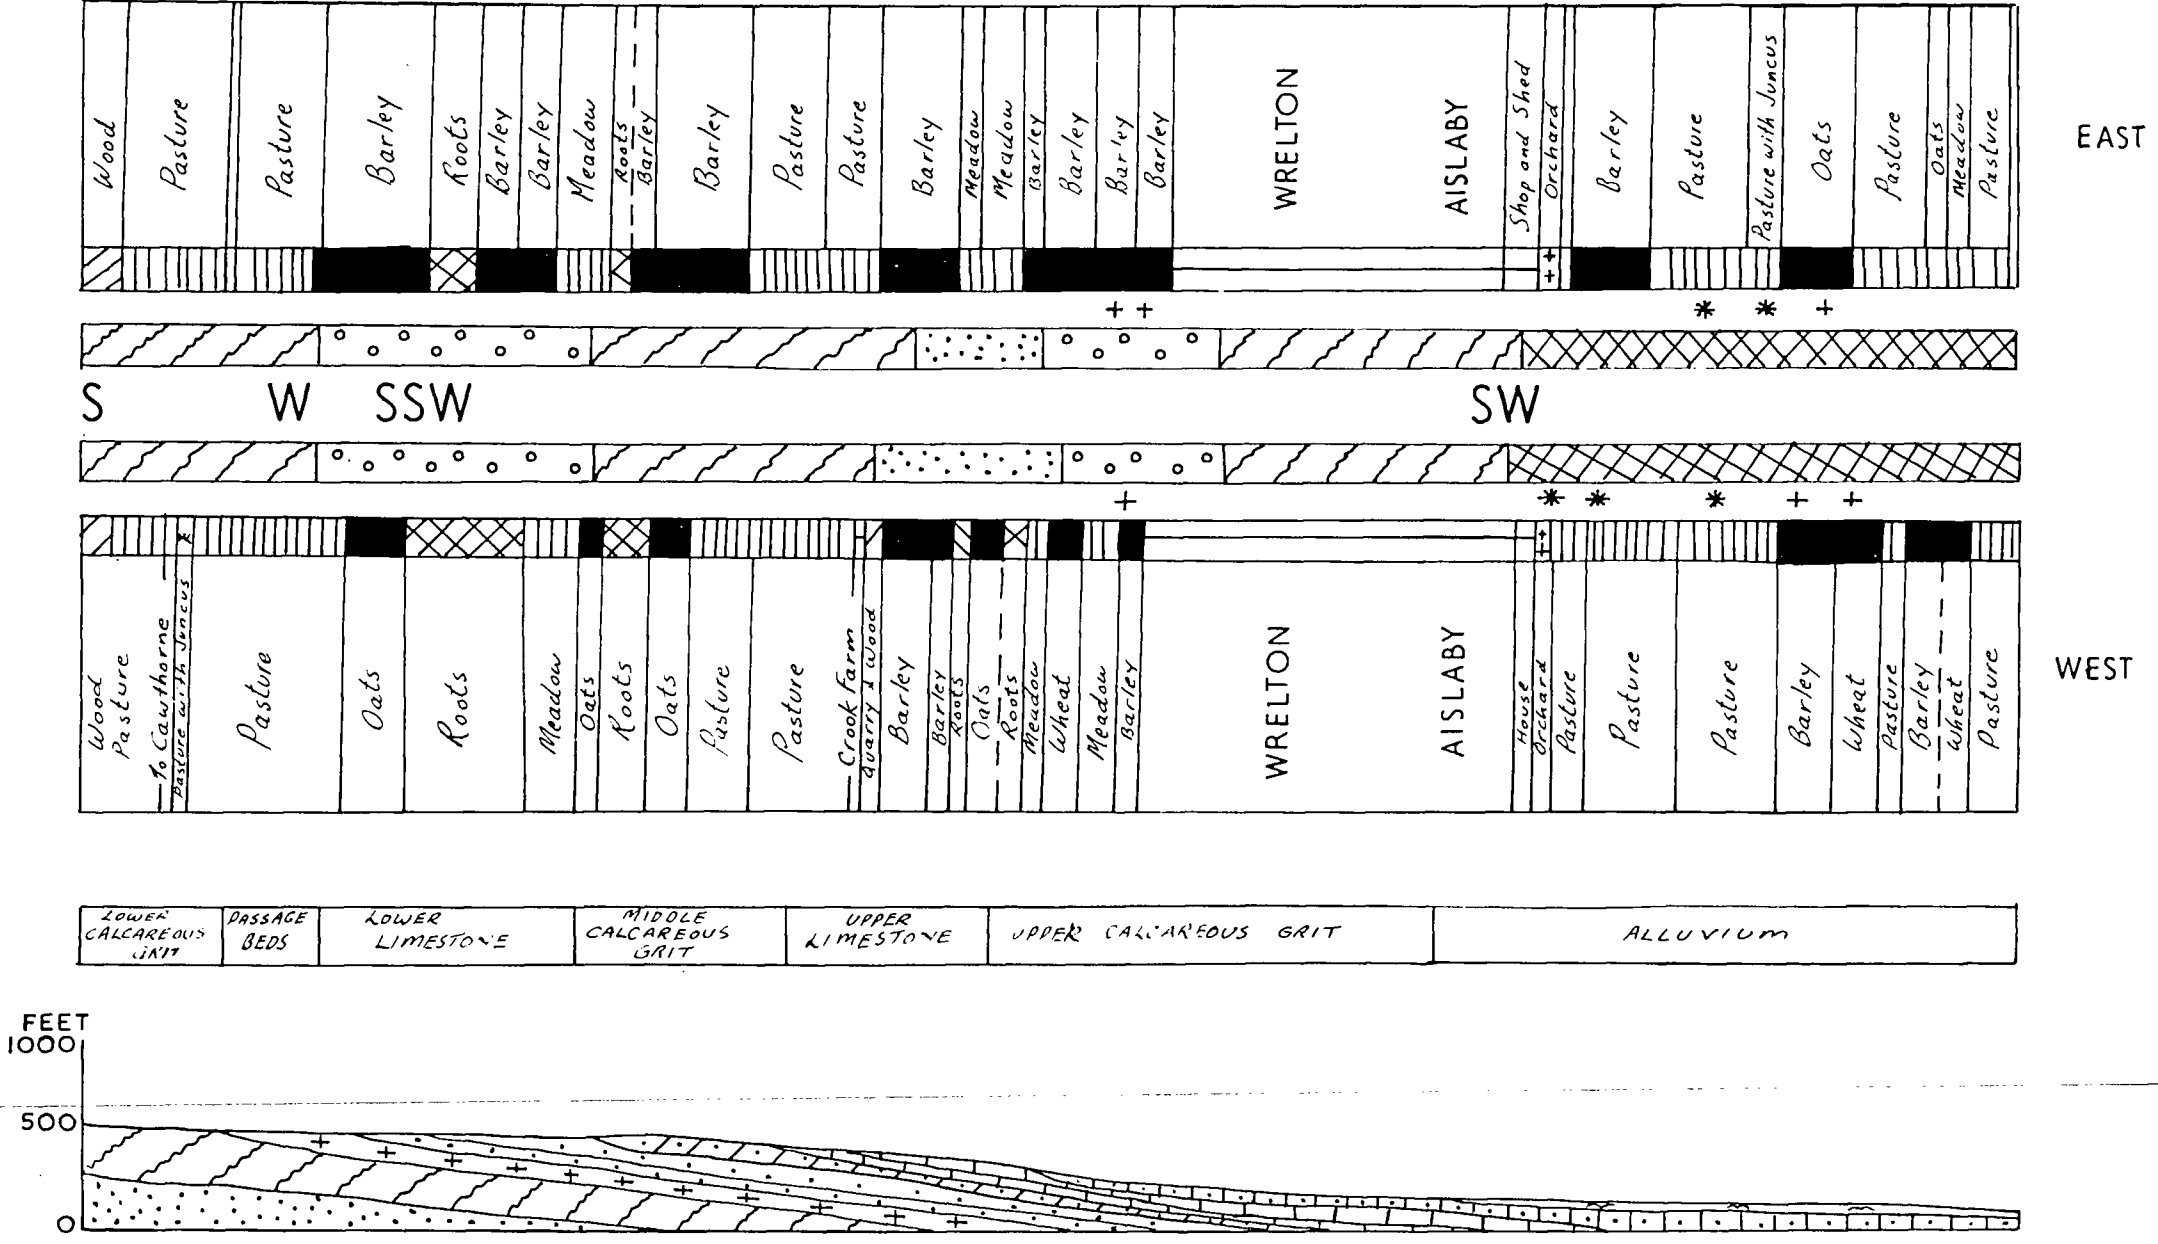 Wood
Pasture
Pasture
Barley
Roots
Barley
Barley
Meadow
Roots
Barley
Barley
Pasture
Pasture
Barley
Meadow
Meadow
Barley
Barley
Barley
Barley
WRELTON
AISLABY
Shop and Shed
Orchard
Barley
Pasture
Pasture with Juncus
Oats
Pasture
Oats
Meadow
Pasture
EAST
S W SSW SW
Wood
Pasture
To Cawthorne
Pasture with Juncus
Pasture
Oats
Roots
Meadow
Oats
Roots
Oats
Pasture
Pasture
Crook Farm
Quarry & Wood
Barley
Barley
Roots
Oats
Roots
Meadow
Wheat
Meadow
Barley
WRELTON
AISLABY
House
Orchard
Pasture
Pasture
Pasture
Barley
Wheat
Pasture
Barley
Wheat
Pasture
WEST
LOWER
CALCAREOUS
GRIT
PASSAGE
BEDS
LOWER
LIMESTONE
MIDDLE
CALCAREOUS
GRIT
UPPER
LIMESTONE
UPPER CALCAREOUS GRIT
ALLUVIUM
FEET
1000
500
0